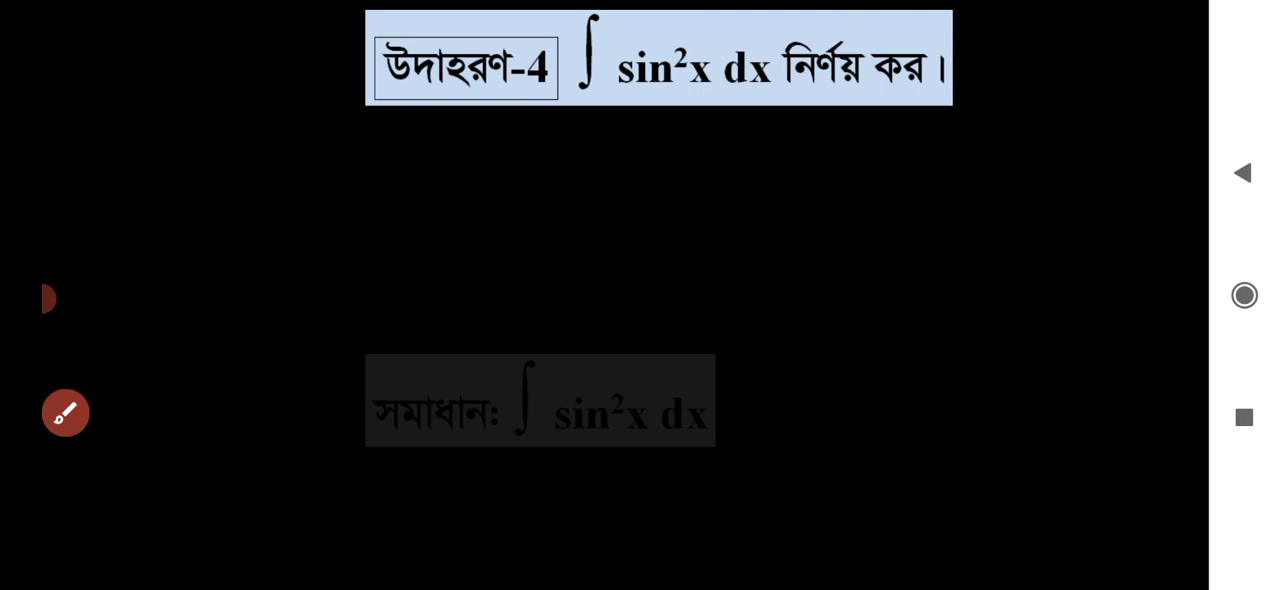 উদাহরণ-4 ∫ sin²x dx নির্ণয় কর।
সমাধান: ∫ sin²x dx